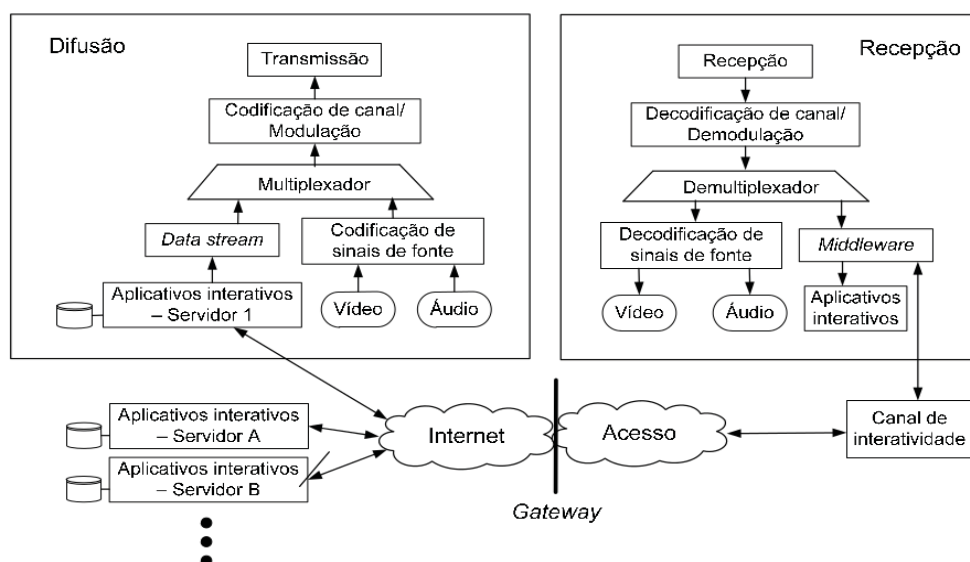 Difusão
Transmissão
Codificação de canal/
Modulação
Multiplexador
Data stream
Codificação de
sinais de fonte
Aplicativos interativos
– Servidor 1
Vídeo
Áudio
Recepção
Recepção
Decodificação de canal/
Demodulação
Demultiplexador
Decodificação de
sinais de fonte
Middleware
Vídeo
Áudio
Aplicativos
interativos
Aplicativos interativos
– Servidor A
Aplicativos interativos
– Servidor B
Internet
Acesso
Canal de
interatividade
Gateway